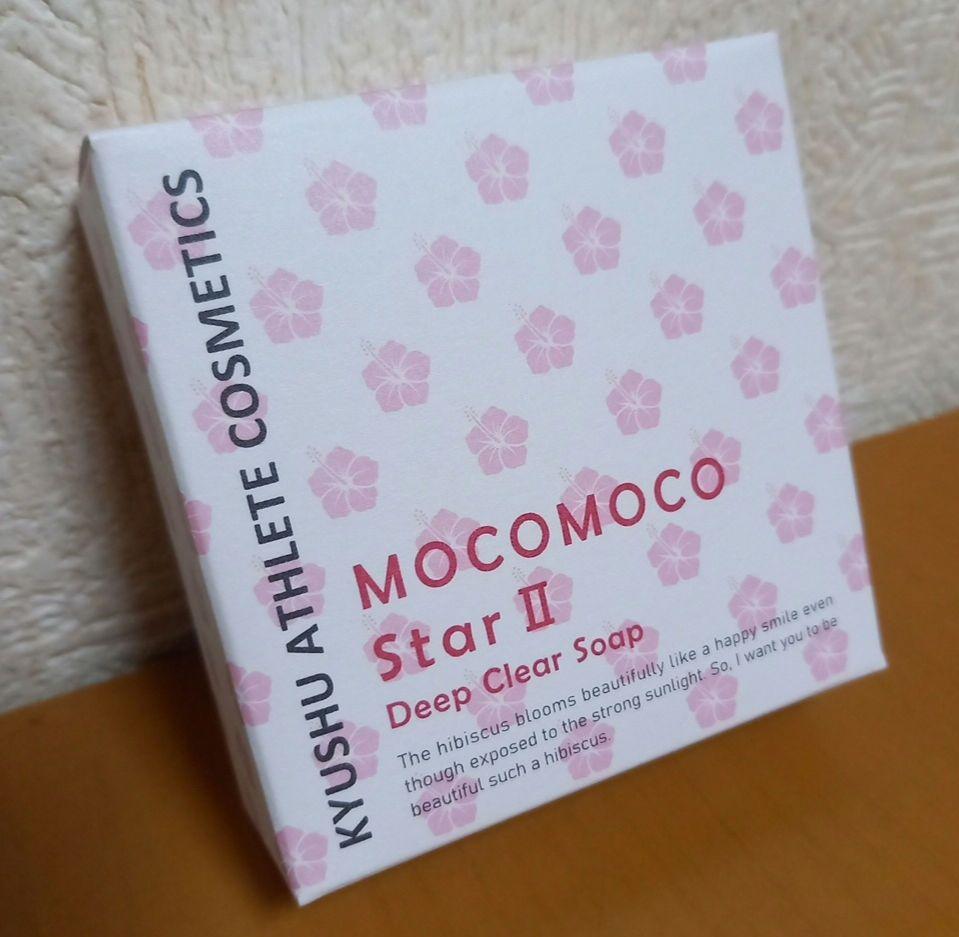 KYUSHU ATHLETE COSMETICS
MOCOMOCO
Star Ⅱ
Deep Clear Soap
The hibiscus blooms beautifully like a happy smile even
though exposed to the strong sunlight. So, I want you to be
beautiful such a hibiscus.